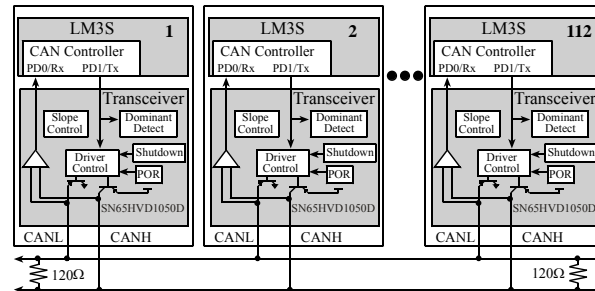 LM3S 1
CAN Controller
PD0/Rx PD1/Tx
Transceiver
Slope
Control
Dominant
Detect
Driver
Control
Shutdown
POR
SN65HVD1050D
CANL CANH
LM3S 2
CAN Controller
PD0/Rx PD1/Tx
Transceiver
Slope
Control
Dominant
Detect
Driver
Control
Shutdown
POR
SN65HVD1050D
CANL CANH
LM3S 112
CAN Controller
PD0/Rx PD1/Tx
Transceiver
Slope
Control
Dominant
Detect
Driver
Control
Shutdown
POR
SN65HVD1050D
CANL CANH
120Ω
120Ω